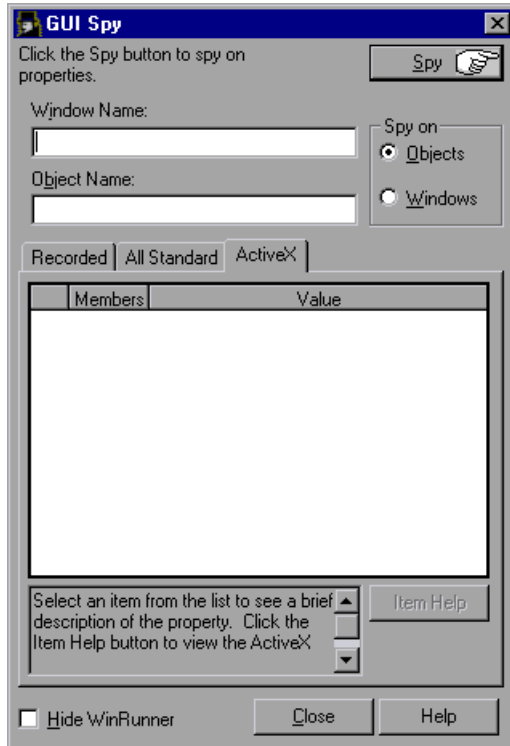 GUI Spy
Click the Spy button to spy on
properties.
Spy
Window Name:
Spy on
Objects
Object Name:
Windows
Recorded All Standard ActiveX
Members Value
Select an item from the list to see a brief
description of the property. Click the
Item Help button to view the ActiveX
Item Help
Hide WinRunner
Close
Help